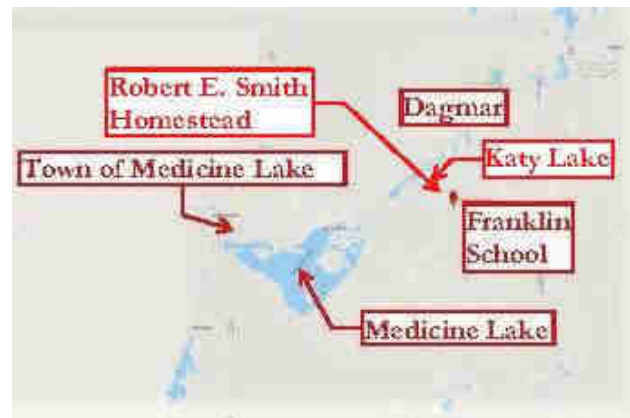 Robert E. Smith
Homestead
Dagmar
Katy Lake
Town of Medicine Lake
Franklin
School
Medicine Lake